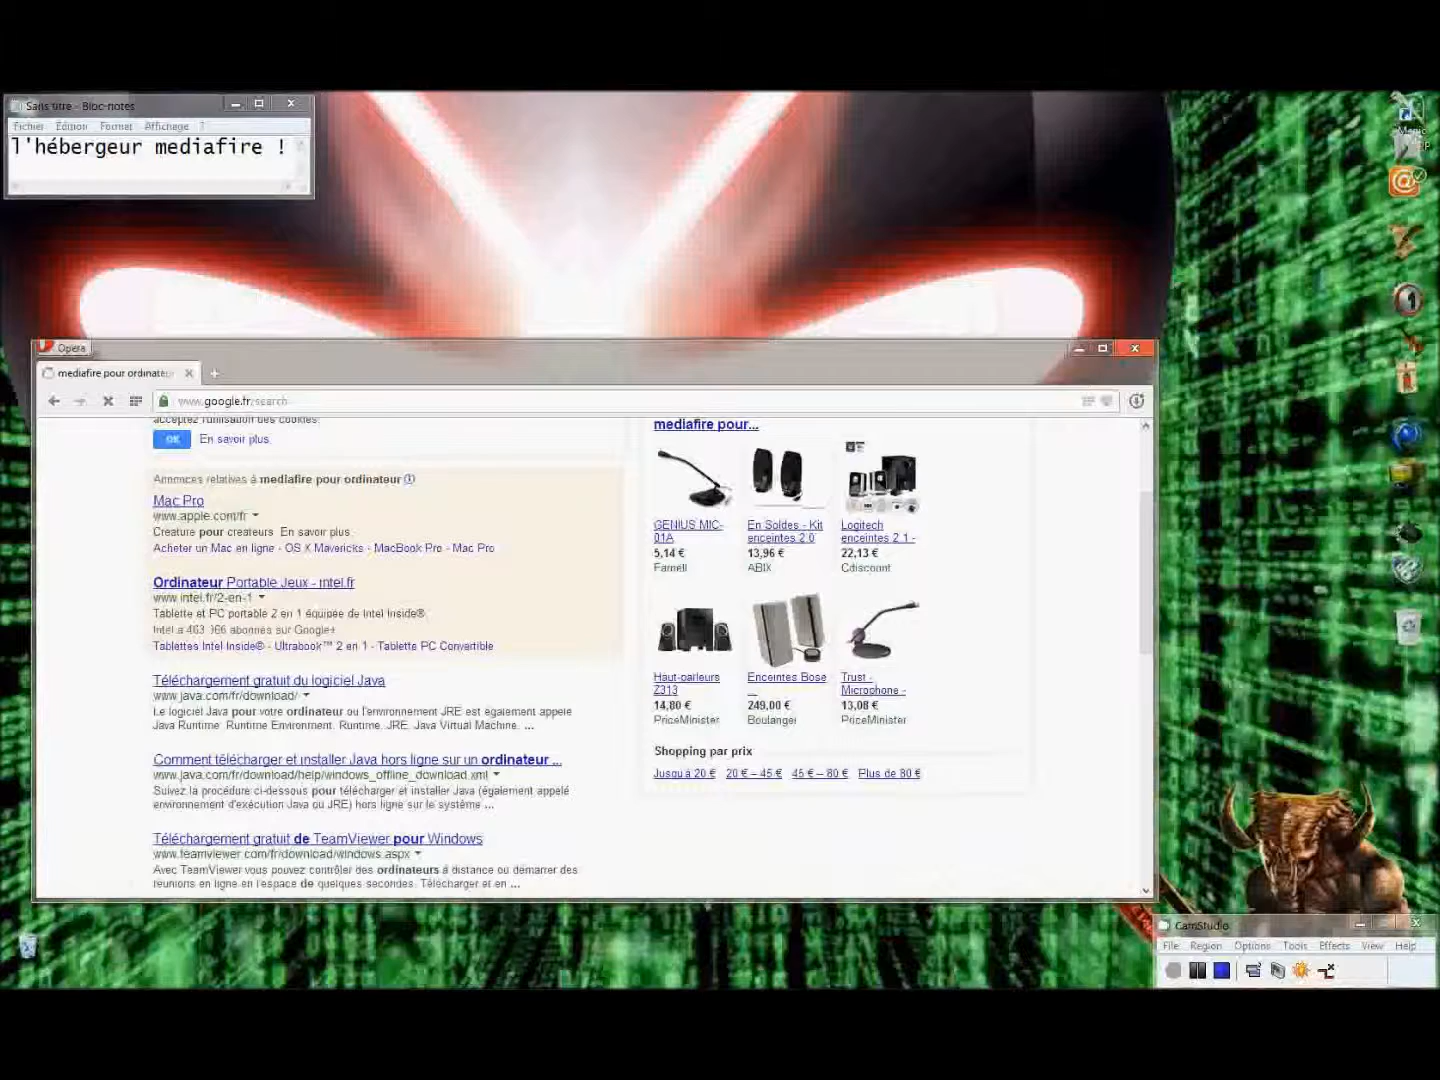 Sans titre - Bloc-notes
Fichier Edition Format Affichage ?
l'hébergeur mediafire !
Opera
mediafire pour ordinateur
www.google.fr/search
acceptez l'utilisation des cookies.
OK En savoir plus
Annonces relatives à mediafire pour ordinateur
Mac Pro
www.apple.com/fr
Créature pour créateurs En savoir plus
Acheter un Mac en ligne - OS X Mavericks - MacBook Pro - Mac Pro
Ordinateur Portable Jeux - intel.fr
www.intel.fr/2-en-1
Tablette et PC portable 2 en 1 équipée de Intel Inside®
Intel a 463 366 abonnés sur Google+
Tablettes Intel Inside® - Ultrabook™ 2 en 1 - Tablette PC Convertible
Téléchargement gratuit du logiciel Java
www.java.com/fr/download/
Le logiciel Java pour votre ordinateur ou l'environnement JRE est également appelé
Java Runtime, Runtime Environment, Runtime, JRE, Java Virtual Machine, ...
Comment télécharger et installer Java hors ligne sur un ordinateur ...
www.java.com/fr/download/help/windows_offline_download.xml
Suivez la procédure ci-dessous pour télécharger et installer Java (également appelé
environnement d'exécution Java ou JRE) hors ligne sur le système ...
Téléchargement gratuit de TeamViewer pour Windows
www.teamviewer.com/fr/download/windows.aspx
Avec TeamViewer vous pouvez contrôler des ordinateurs à distance ou démarrer des
réunions en ligne en l'espace de quelques secondes. Télécharger et en ...
mediafire pour...
GENIUS MIC-
01A
5,14 €
Farnell
En Soldes - Kit
enceintes 2.0
13,96 €
ABIX
Logitech
enceintes 2.1 -
22,13 €
Cdiscount
Haut-parleurs
Z313
14,80 €
PriceMinister
Enceintes Bose
...
249,00 €
Boulanger
Trust -
Microphone -
13,08 €
PriceMinister
Shopping par prix
Jusqu'à 20 € 20 € – 45 € 45 € – 80 € Plus de 80 €
CamStudio
File Region Options Tools Effects View Help